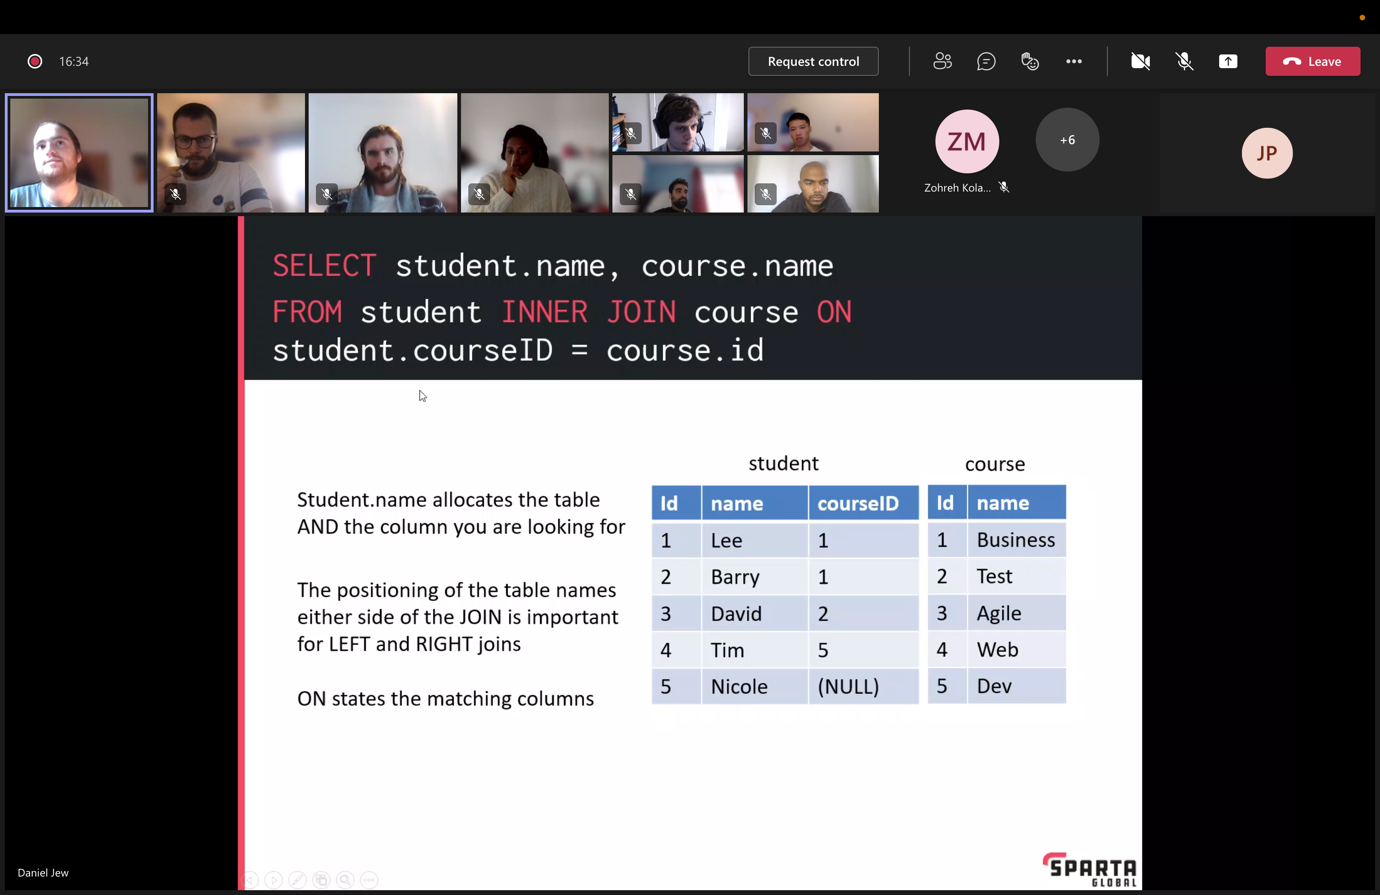 16:34
Request control
Leave
ZM
+6
JP
Zohreh Kola...
SELECT student.name, course.name
FROM student INNER JOIN course ON
student.courseID = course.id
Student.name allocates the table
AND the column you are looking for
The positioning of the table names
either side of the JOIN is important
for LEFT and RIGHT joins
ON states the matching columns
student
Id name courseID
1 Lee 1
2 Barry 1
3 David 2
4 Tim 5
5 Nicole (NULL)
course
Id name
1 Business
2 Test
3 Agile
4 Web
5 Dev
SPARTA
GLOBAL
Daniel Jew